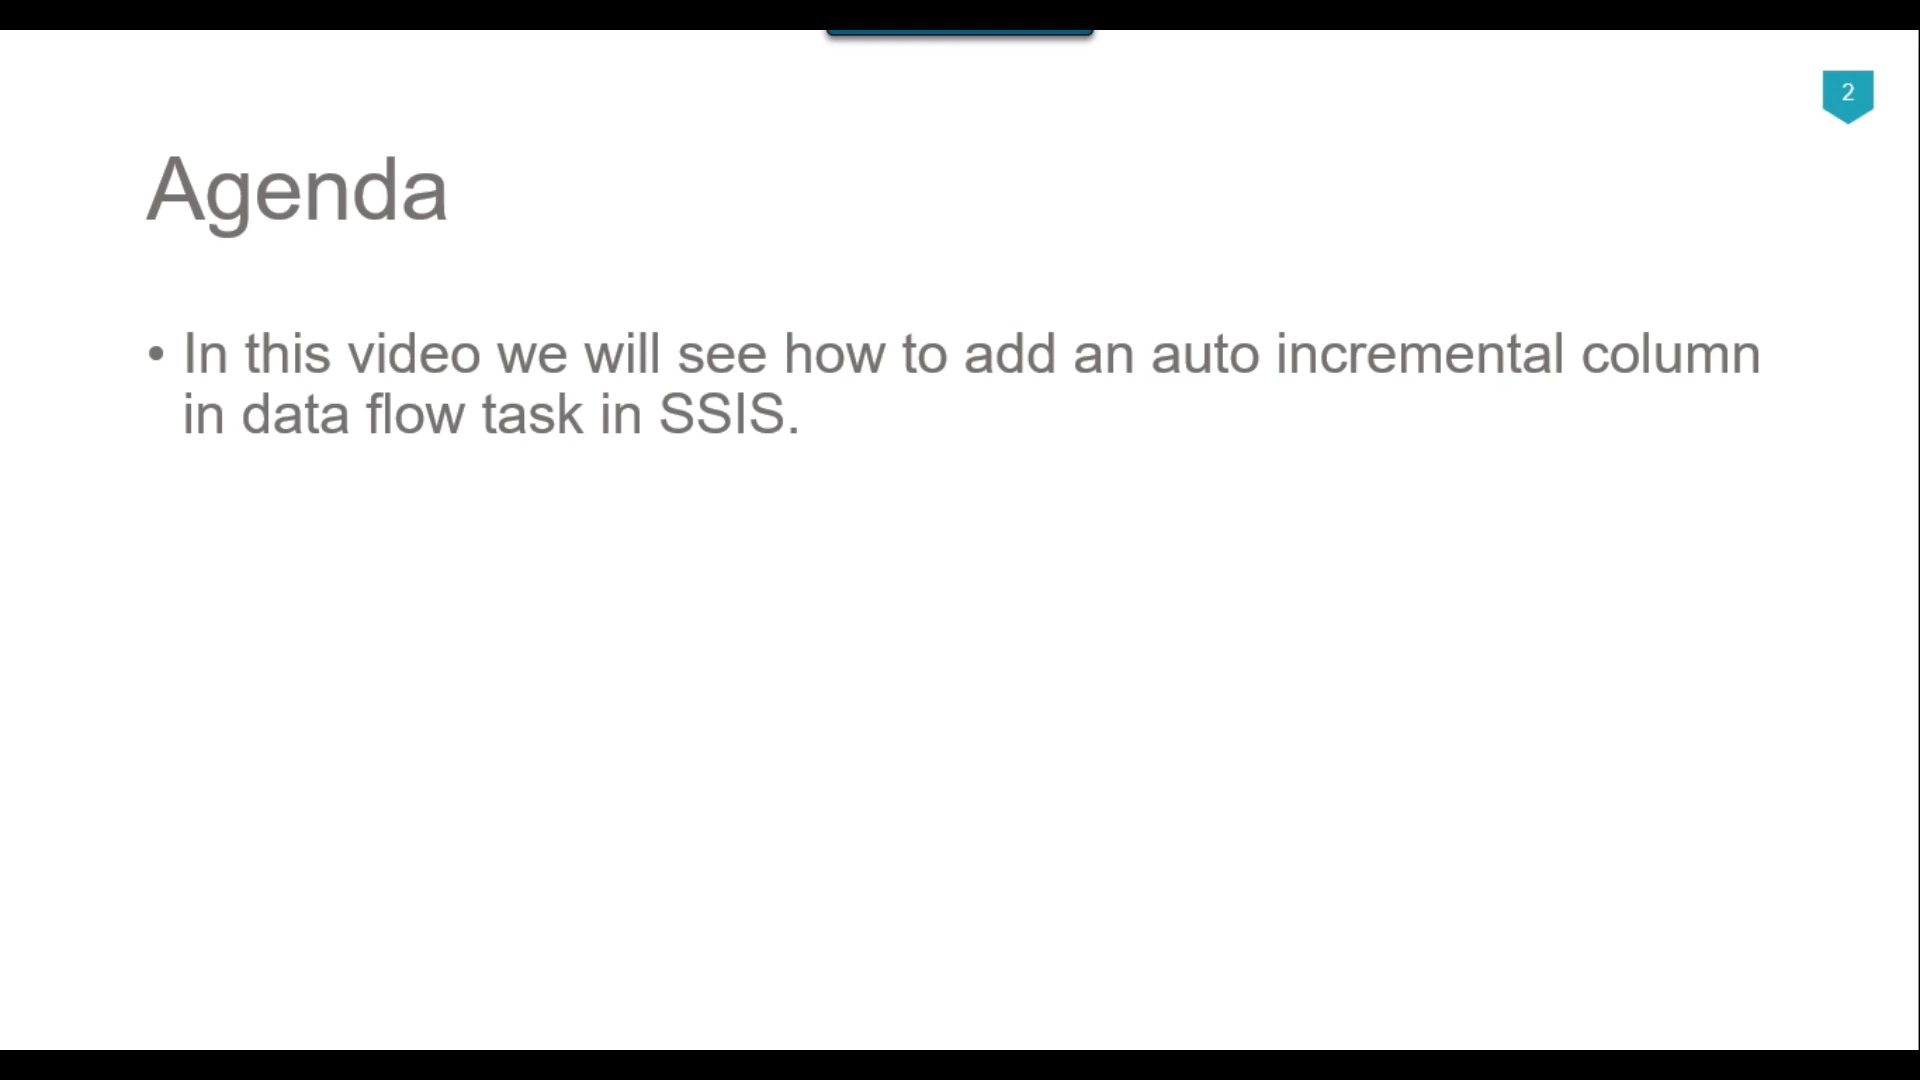 2
Agenda
• In this video we will see how to add an auto incremental column
in data flow task in SSIS.